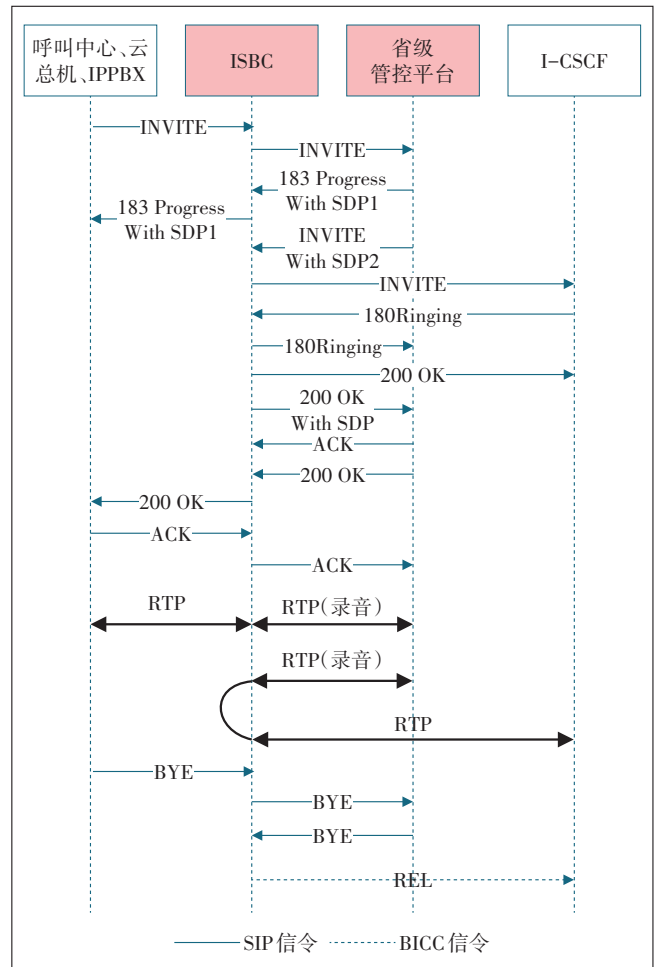 呼叫中心、云
总机、IPPBX
ISBC
省级
管控平台
I-CSCF
INVITE
INVITE
183 Progress
With SDP1
183 Progress
With SDP1
INVITE
With SDP2
INVITE
180Ringing
180Ringing
200 OK
200 OK
With SDP
ACK
200 OK
200 OK
ACK
ACK
RTP
RTP(录音)
RTP(录音)
RTP
BYE
BYE
BYE
REL
SIP信令
BICC信令